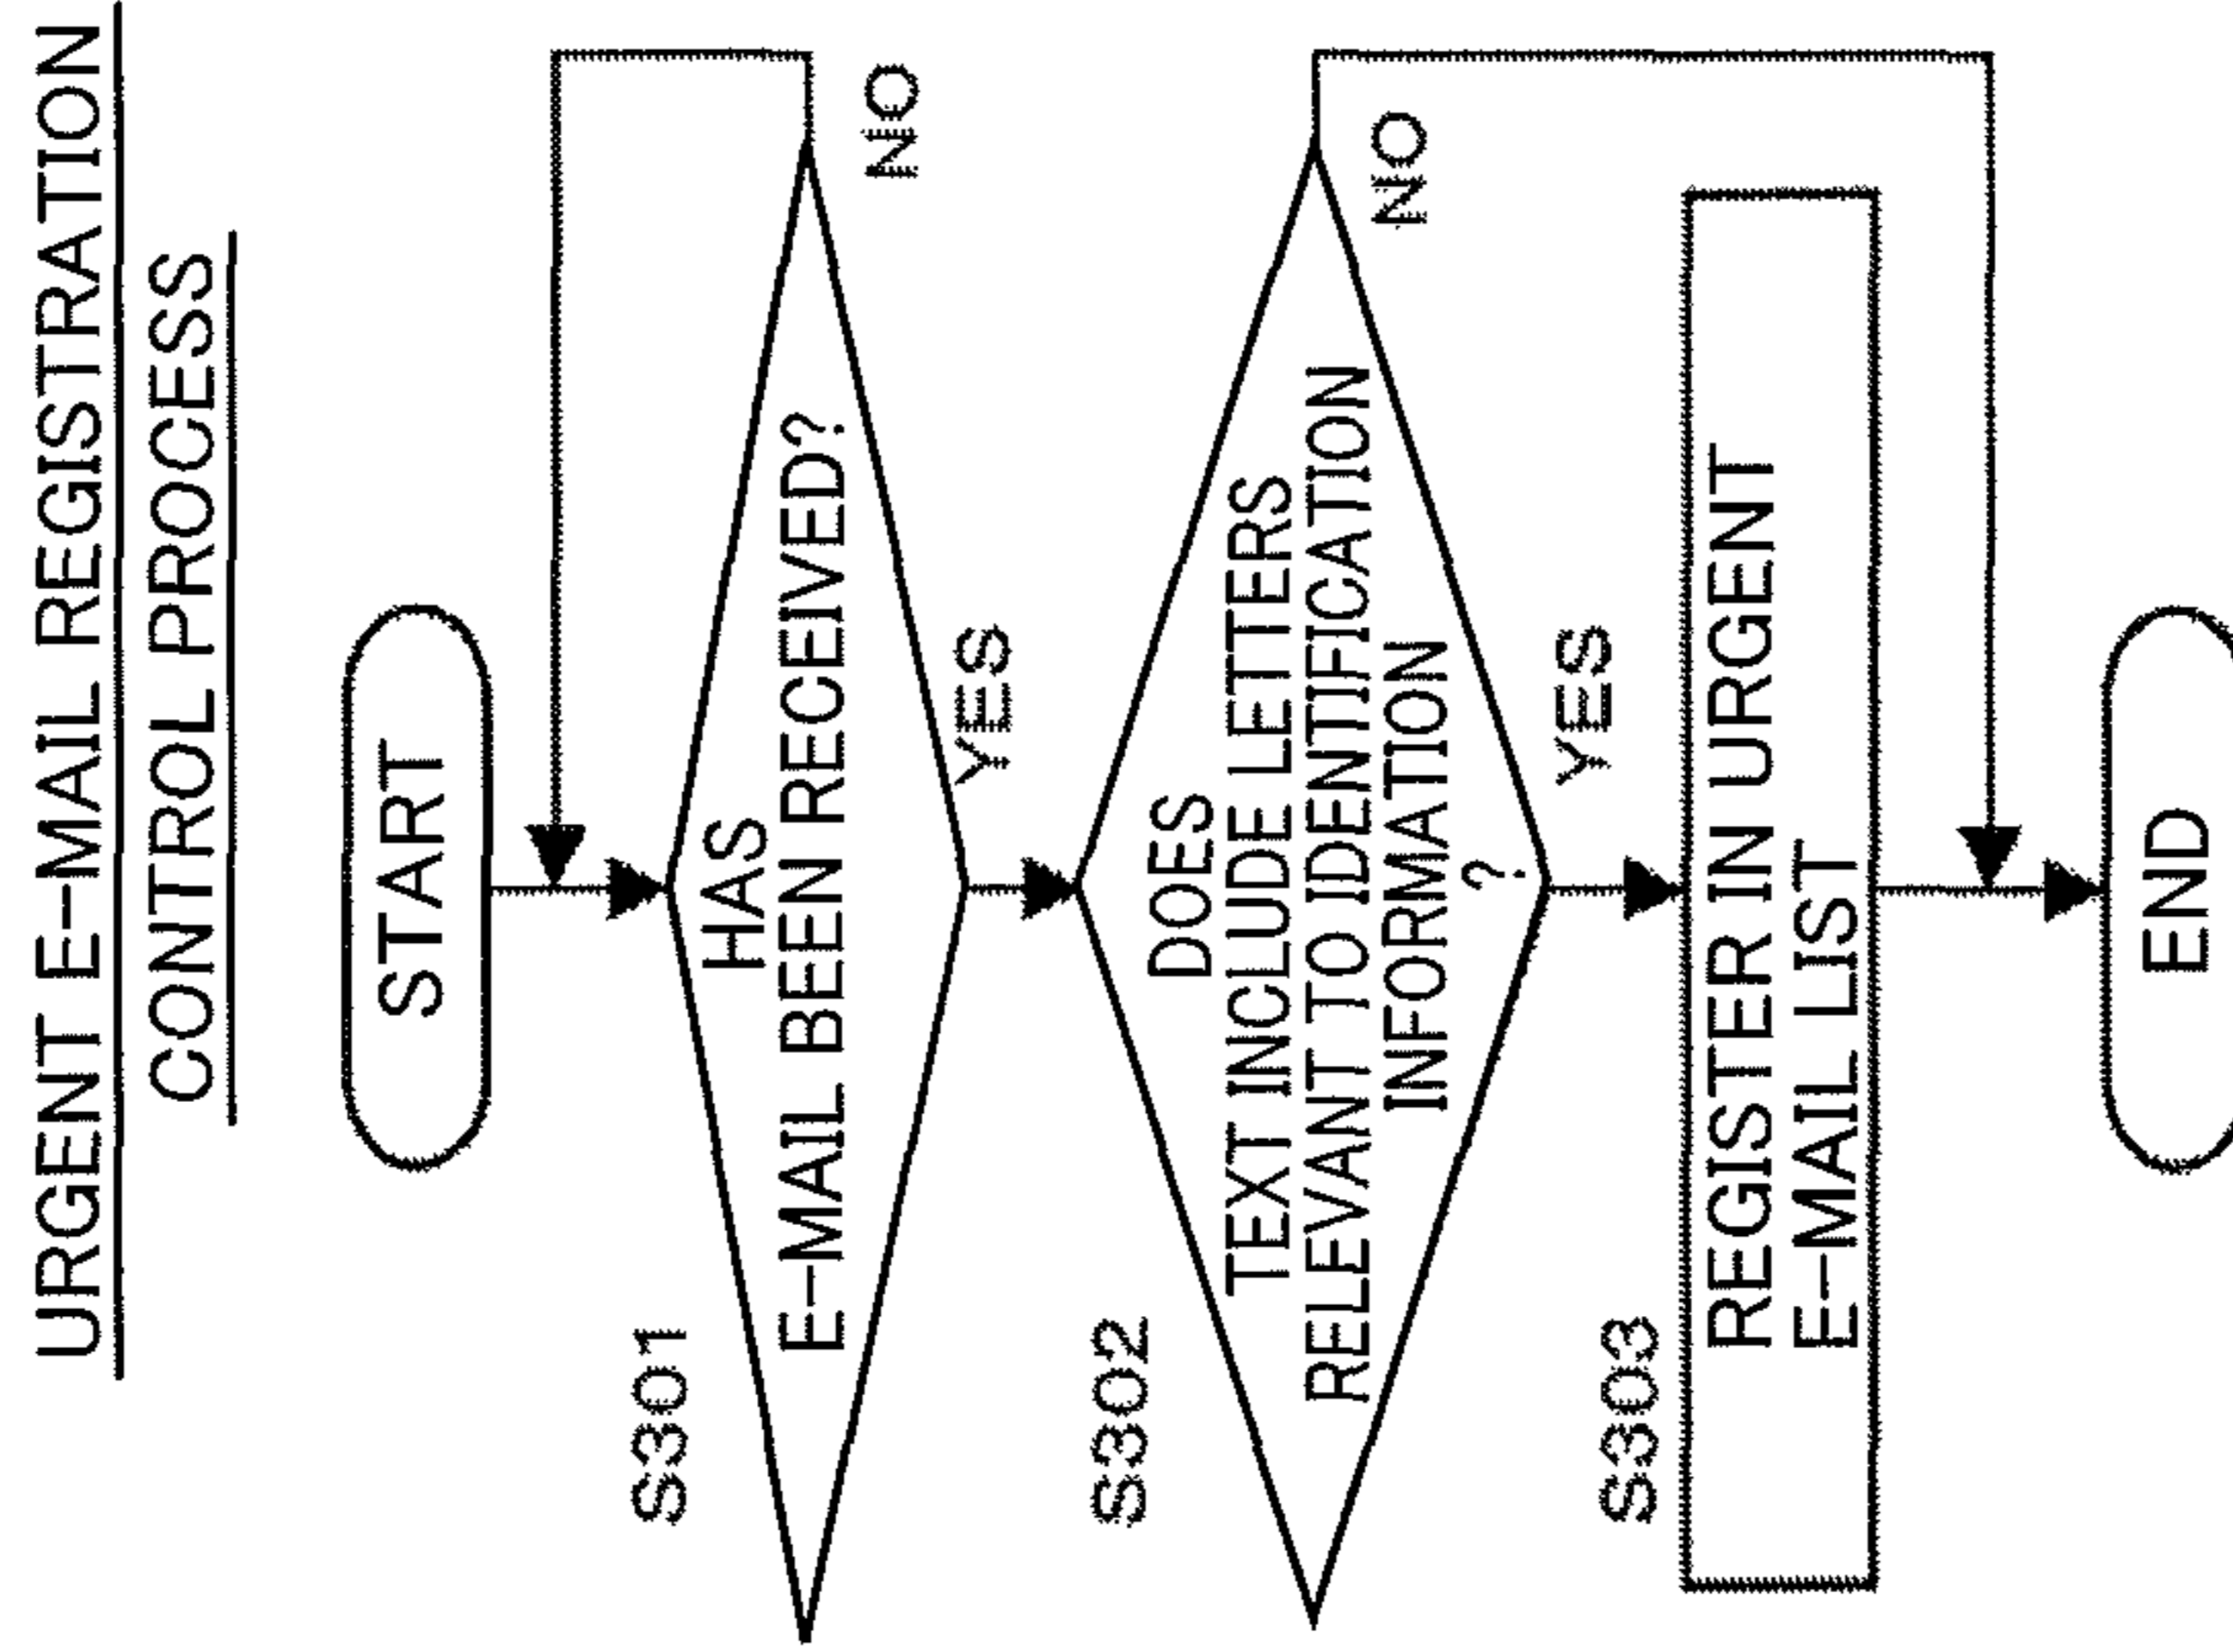 URGENT E-MAIL REGISTRATION
CONTROL PROCESS
START
S301
HAS
E-MAIL BEEN RECEIVED?
NO
YES
S302
DOES
TEXT INCLUDE LETTERS
RELEVANT TO IDENTIFICATION
INFORMATION
?
NO
YES
S303
REGISTER IN URGENT
E-MAIL LIST
END